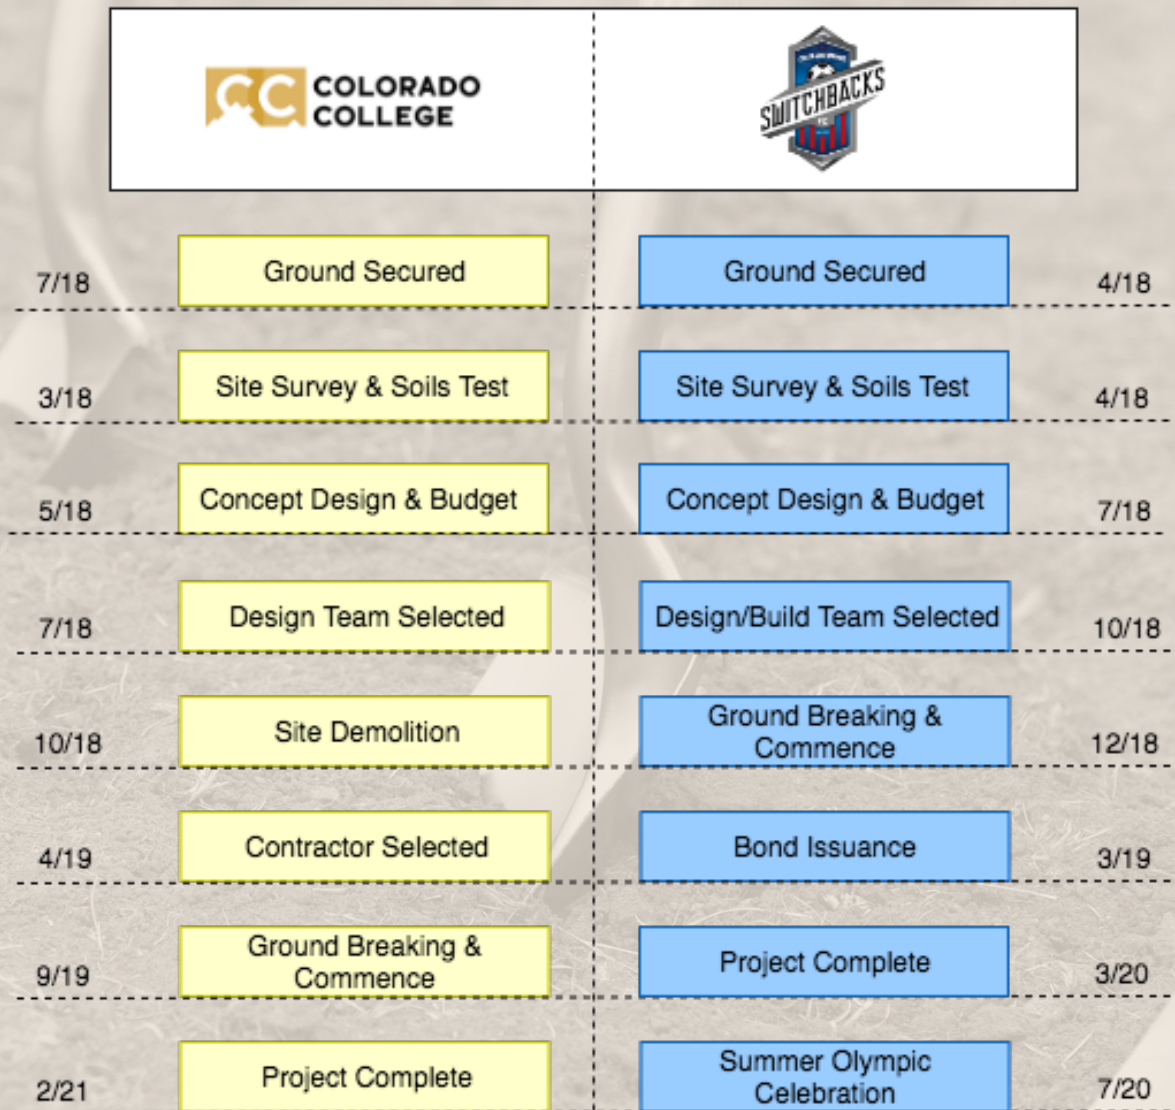 COLORADO
COLLEGE
SWITCHBACKS
7/18 Ground Secured Ground Secured 4/18
3/18 Site Survey & Soils Test Site Survey & Soils Test 4/18
5/18 Concept Design & Budget Concept Design & Budget 7/18
7/18 Design Team Selected Design/Build Team Selected 10/18
10/18 Site Demolition Ground Breaking &
Commence 12/18
4/19 Contractor Selected Bond Issuance 3/19
9/19 Ground Breaking &
Commence Project Complete 3/20
2/21 Project Complete Summer Olympic
Celebration 7/20